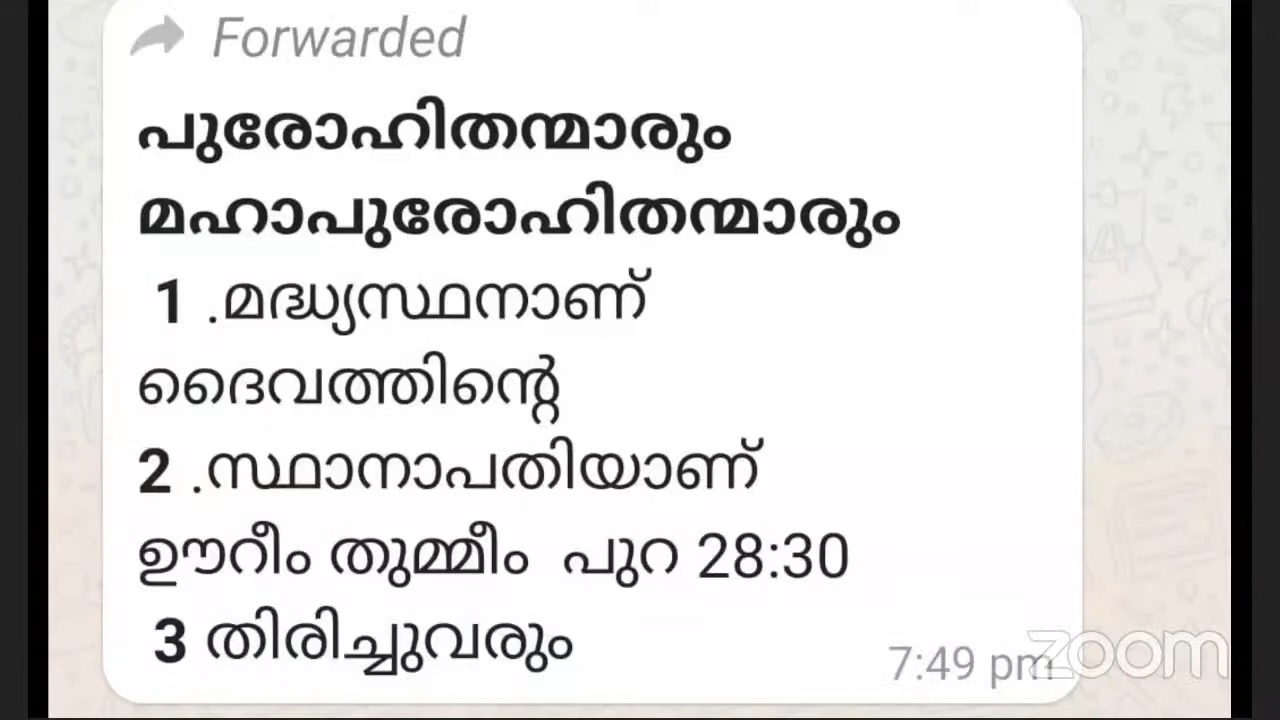 Forwarded
പുരോഹിതന്മാരും
മഹാപുരോഹിതന്മാരും
1 .മദ്ധ്യസ്ഥനാണ്
ദൈവത്തിന്റെ
2 .സ്ഥാനാപതിയാണ്
ഊറീം തുമ്മീം പുറ 28:30
3 തിരിച്ചുവരും
7:49 pm
zoom